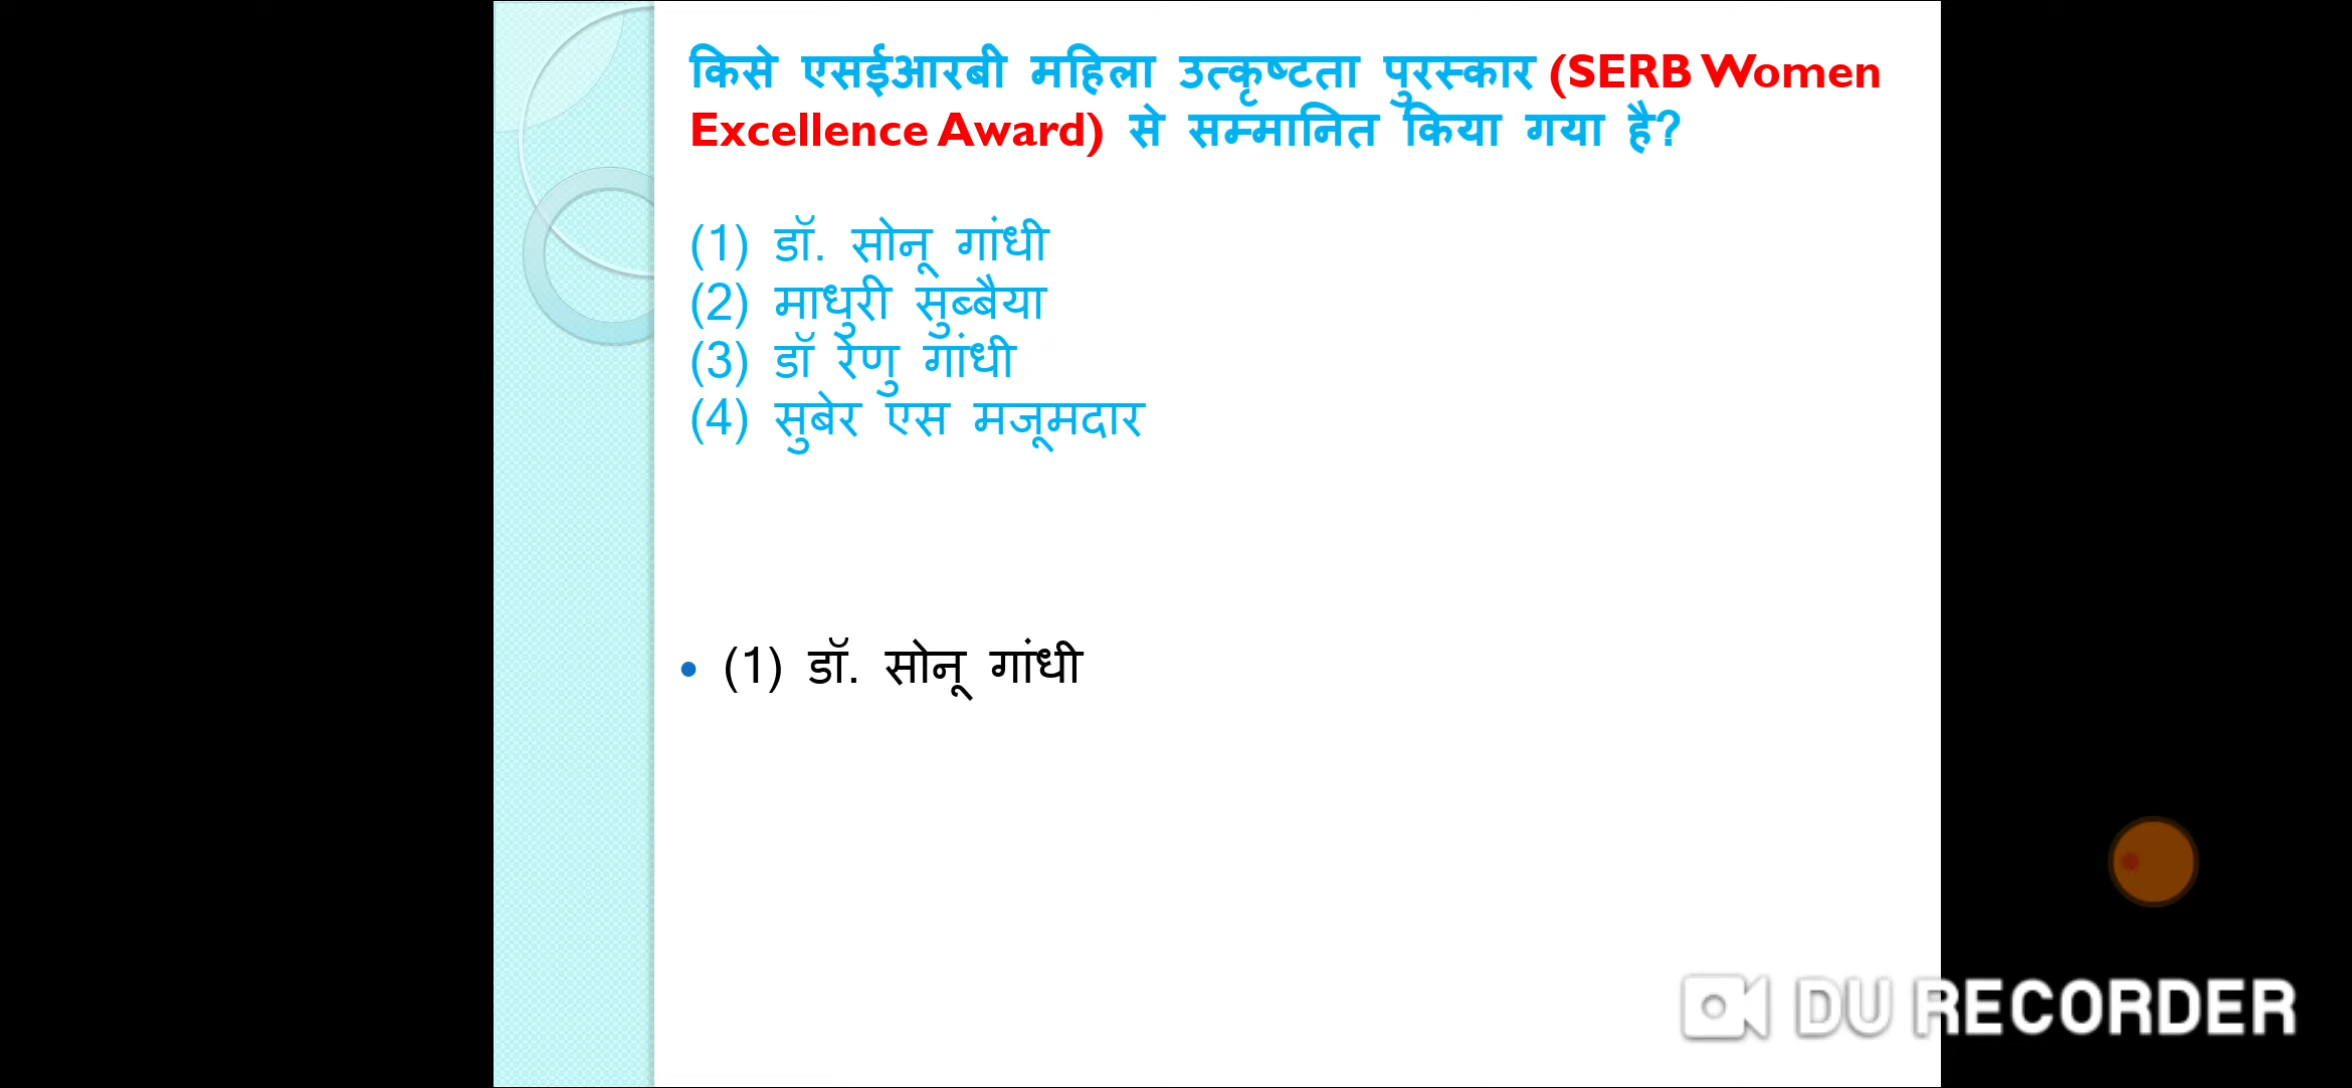 किसे एसईआरबी महिला उत्कृष्टता पुरस्कार (SERB Women
Excellence Award) से सम्मानित किया गया है?
(1) डॉ. सोनू गांधी
(2) माधुरी सुब्बैया
(3) डॉ रेणु गांधी
(4) सुबेर एस मजूमदार
• (1) डॉ. सोनू गांधी
DU RECORDER